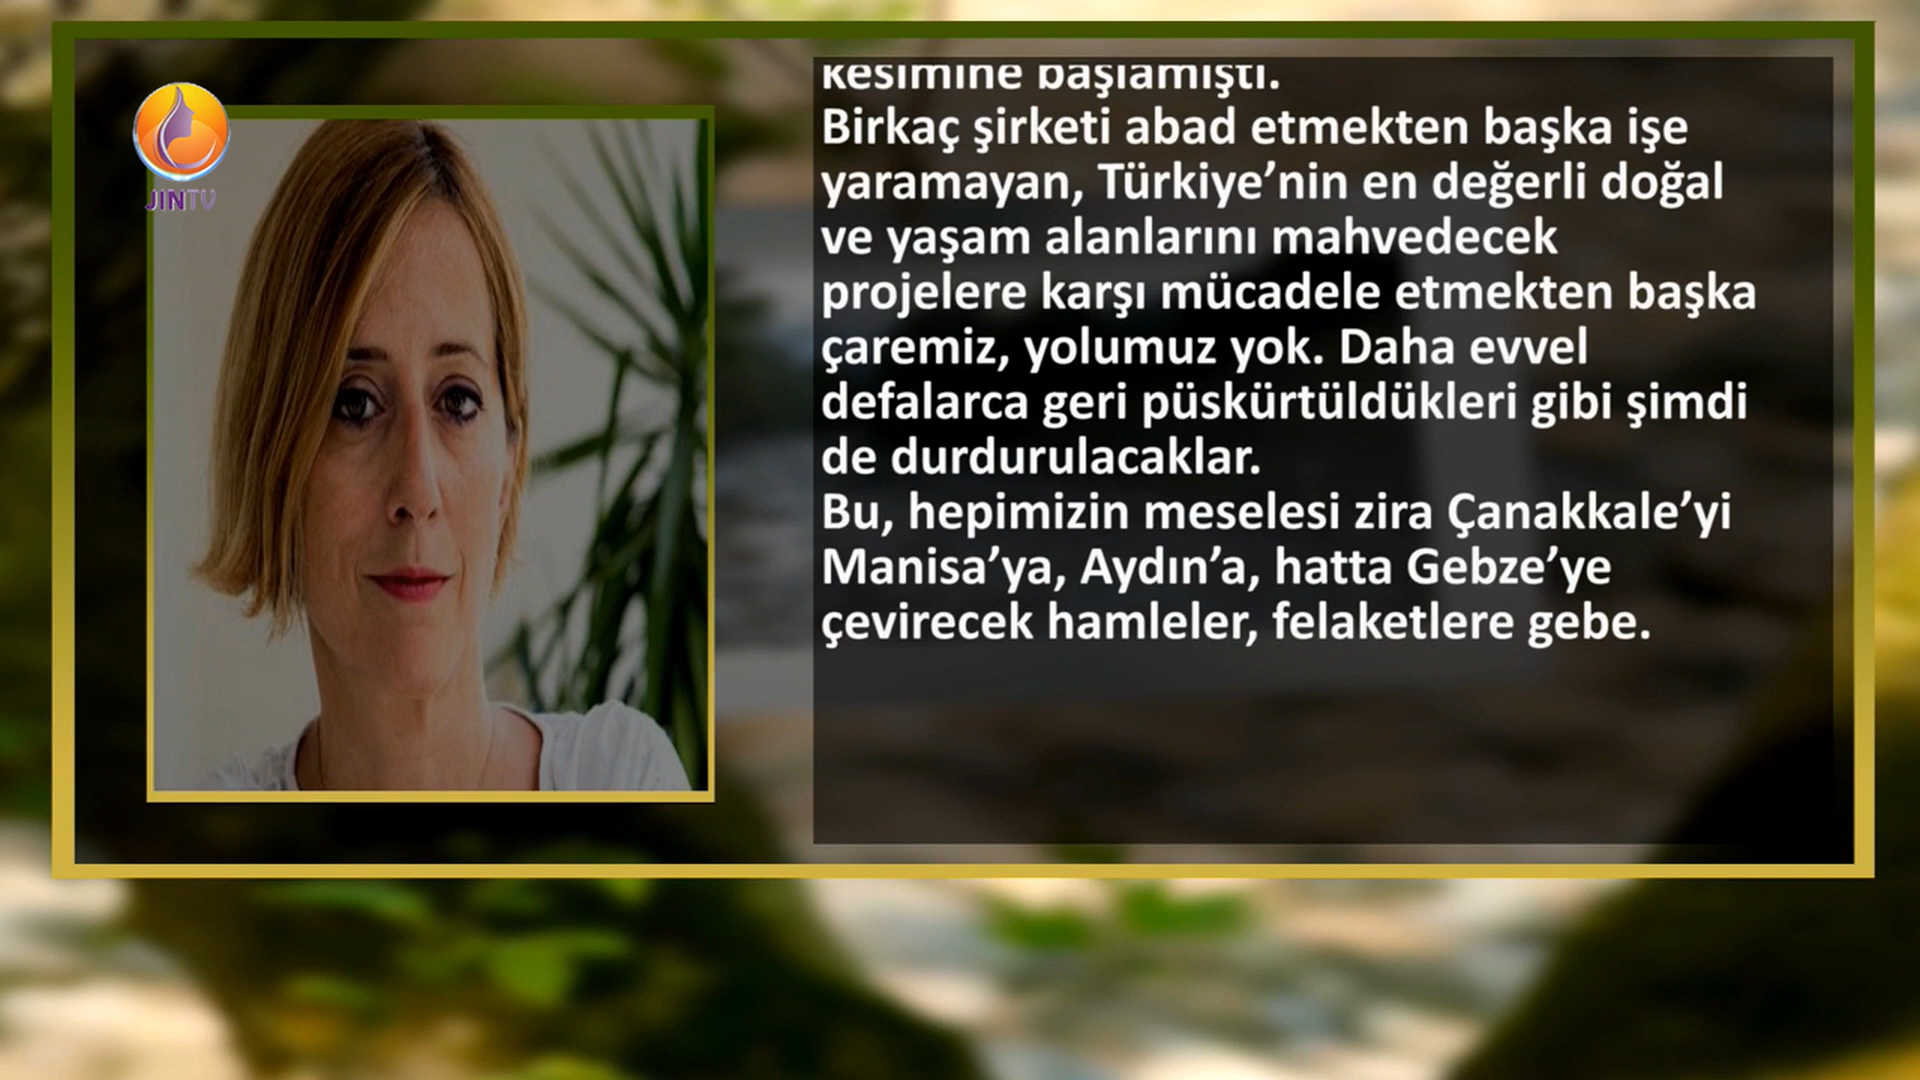 JINTV
kesimine başlamıştı.
Birkaç şirketi abad etmekten başka işe
yaramayan, Türkiye’nin en değerli doğal
ve yaşam alanlarını mahvedecek
projelere karşı mücadele etmekten başka
çaremiz, yolumuz yok. Daha evvel
defalarca geri püskürtüldükleri gibi şimdi
de durdurulacaklar.
Bu, hepimizin meselesi zira Çanakkale’yi
Manisa’ya, Aydın’a, hatta Gebze’ye
çevirecek hamleler, felaketlere gebe.